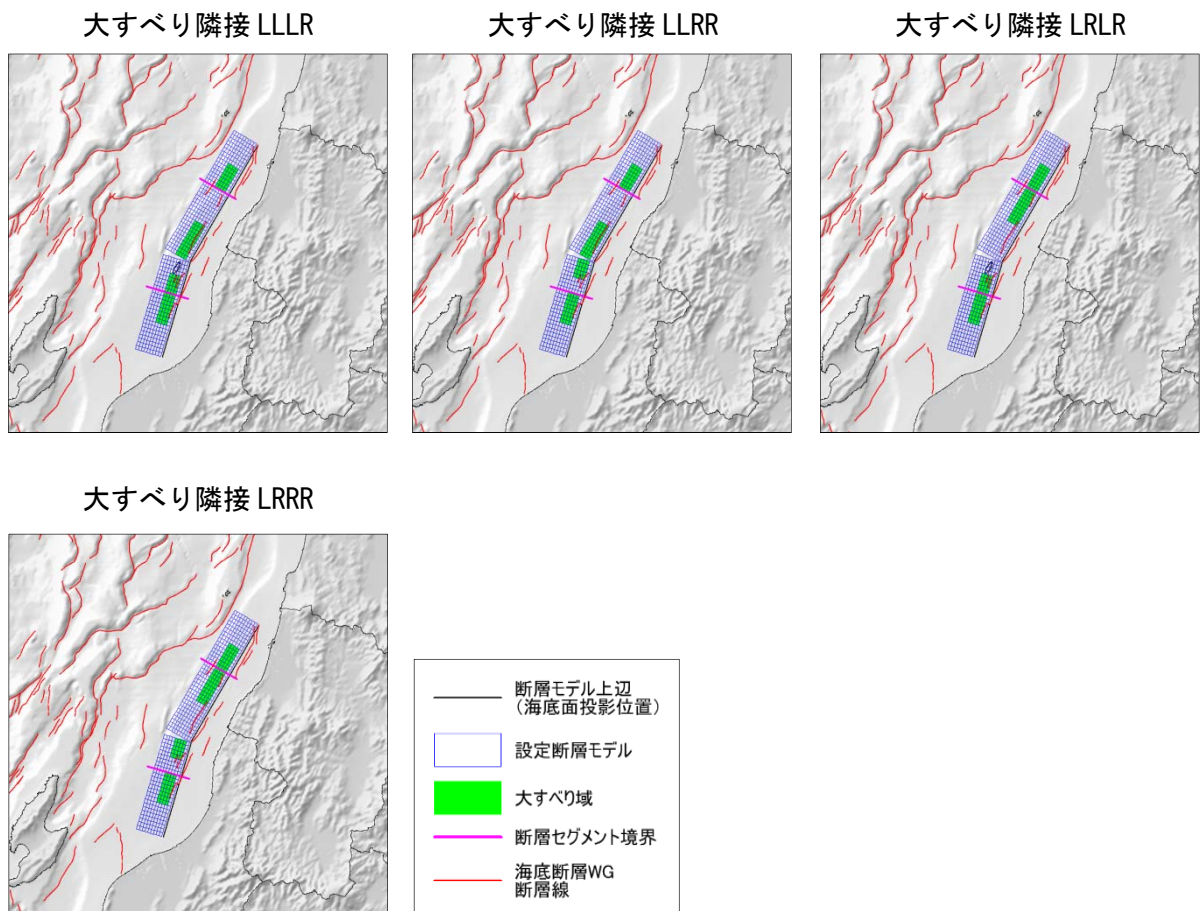 大すべり隣接 LLLR
大すべり隣接 LLRR
大すべり隣接 LRLR
大すべり隣接 LRRR
断層モデル上辺
(海底面投影位置)
設定断層モデル
大すべり域
断層セグメント境界
海底断層WG
断層線